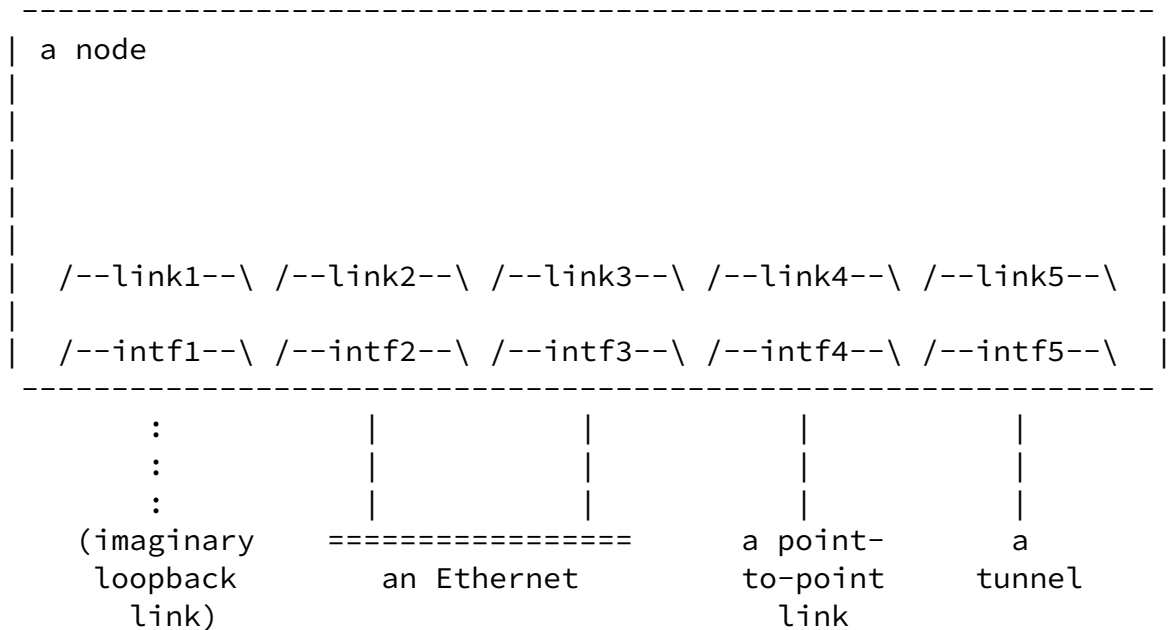 a node
/--link1--\ /--link2--\ /--link3--\ /--link4--\ /--link5--\
/--intf1--\ /--intf2--\ /--intf3--\ /--intf4--\ /--intf5--\
(imaginary ================= a point- a
loopback an Ethernet to-point tunnel
link) link